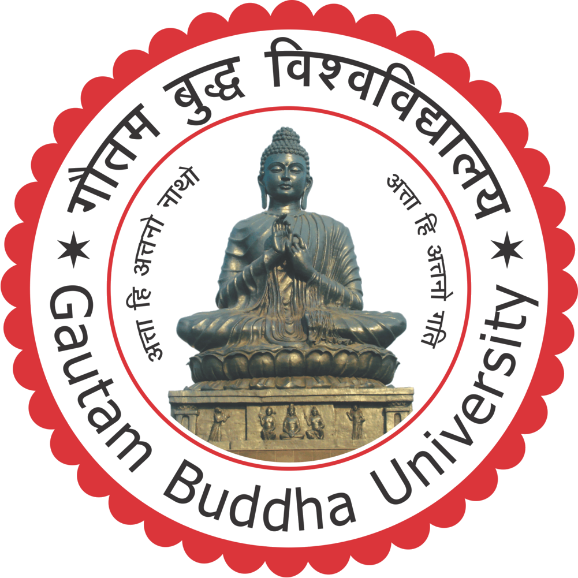 गौतम बुद्ध विश्वविद्यालय
अत्ता हि अत्तनो नाथो
अत्ता हि अत्तनो गति
Gautam Buddha University